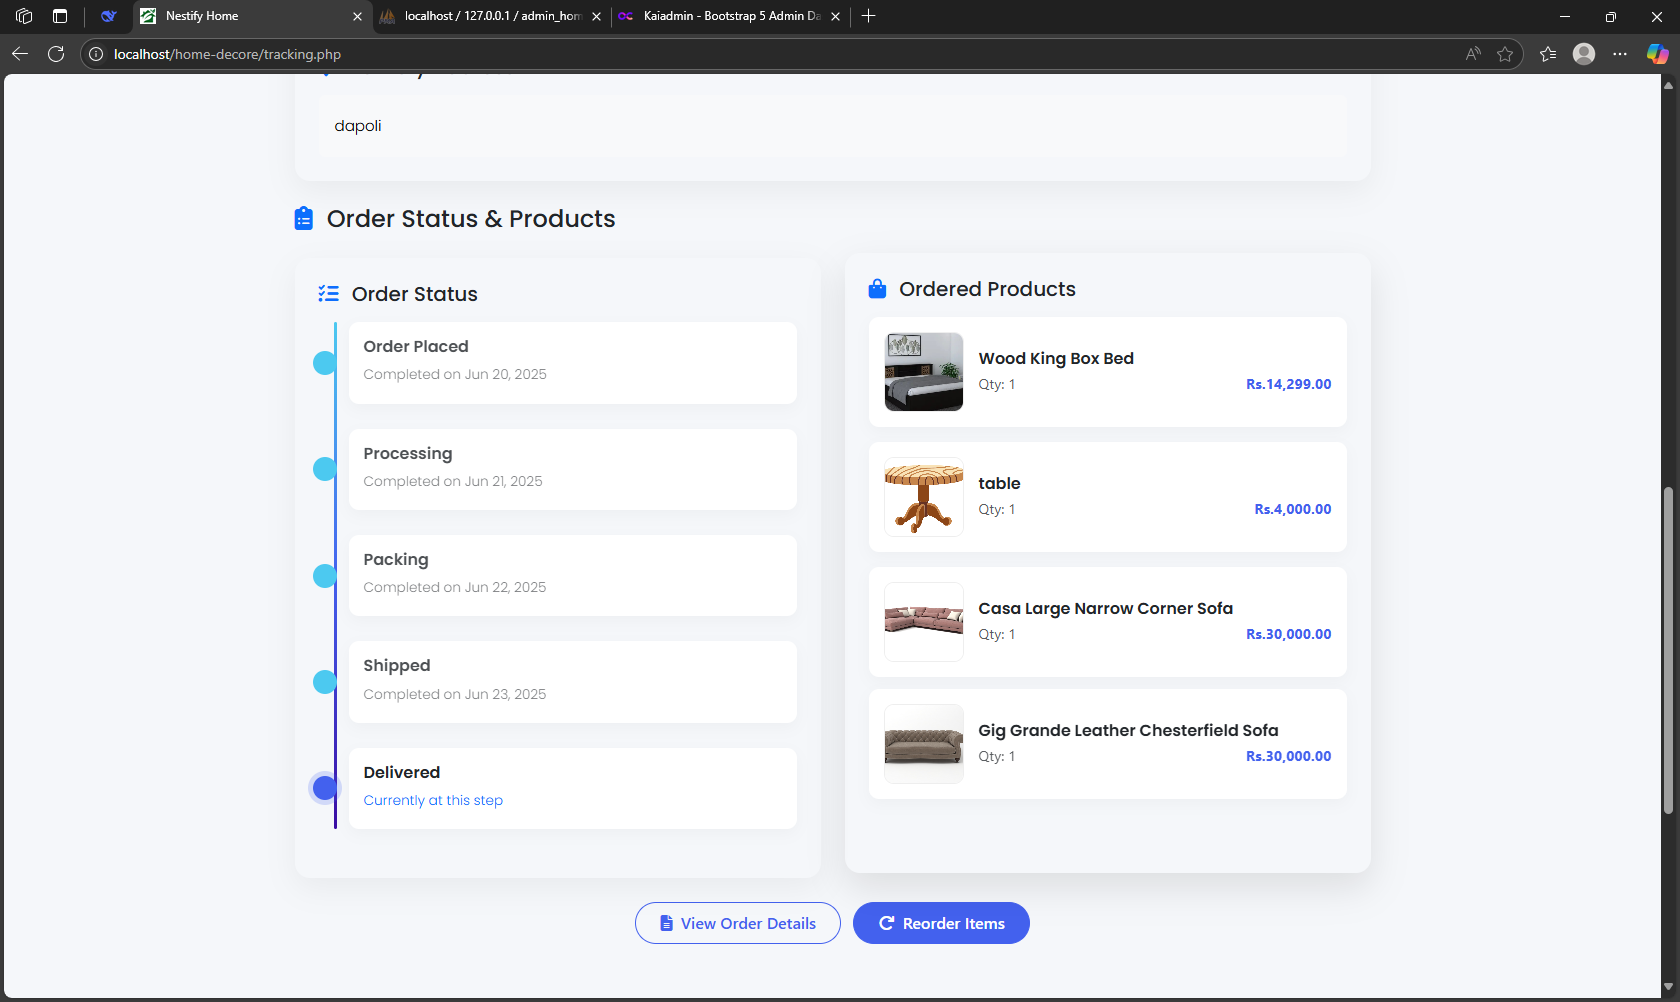 Nestify Home
localhost / 127.0.0.1 / admin_hom
Kaiadmin - Bootstrap 5 Admin Da
localhost/home-decore/tracking.php
dapoli
Order Status & Products
Order Status
Order Placed
Completed on Jun 20, 2025
Processing
Completed on Jun 21, 2025
Packing
Completed on Jun 22, 2025
Shipped
Completed on Jun 23, 2025
Delivered
Currently at this step
Ordered Products
Wood King Box Bed
Qty: 1
Rs.14,299.00
table
Qty: 1
Rs.4,000.00
Casa Large Narrow Corner Sofa
Qty: 1
Rs.30,000.00
Gig Grande Leather Chesterfield Sofa
Qty: 1
Rs.30,000.00
View Order Details
Reorder Items